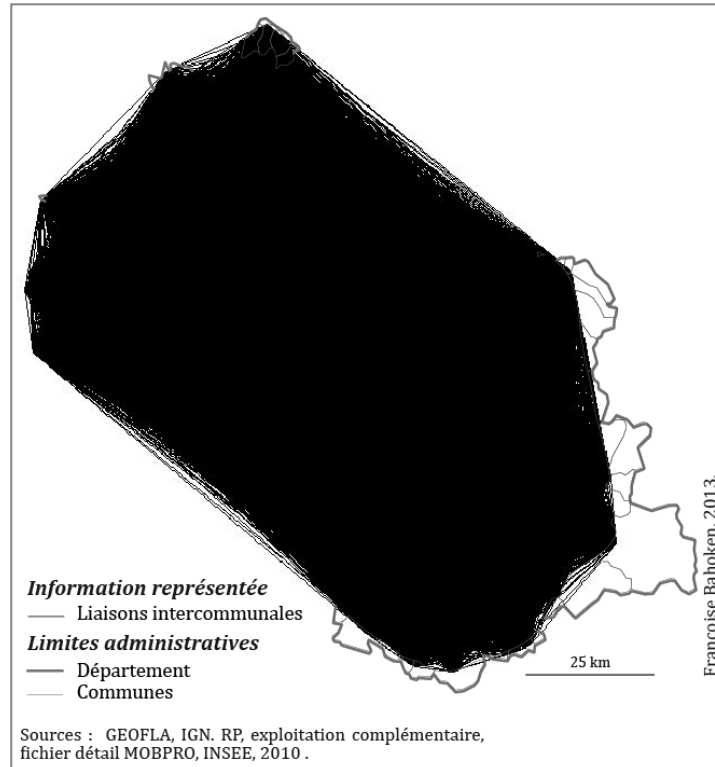 Information représentée
Liaisons intercommunales
Limites administratives
Département
Communes
25 km
Françoise Bahoken, 2013.
Sources : GEOFLA, IGN. RP, exploitation complémentaire,
fichier détail MOBPRO, INSEE, 2010 .